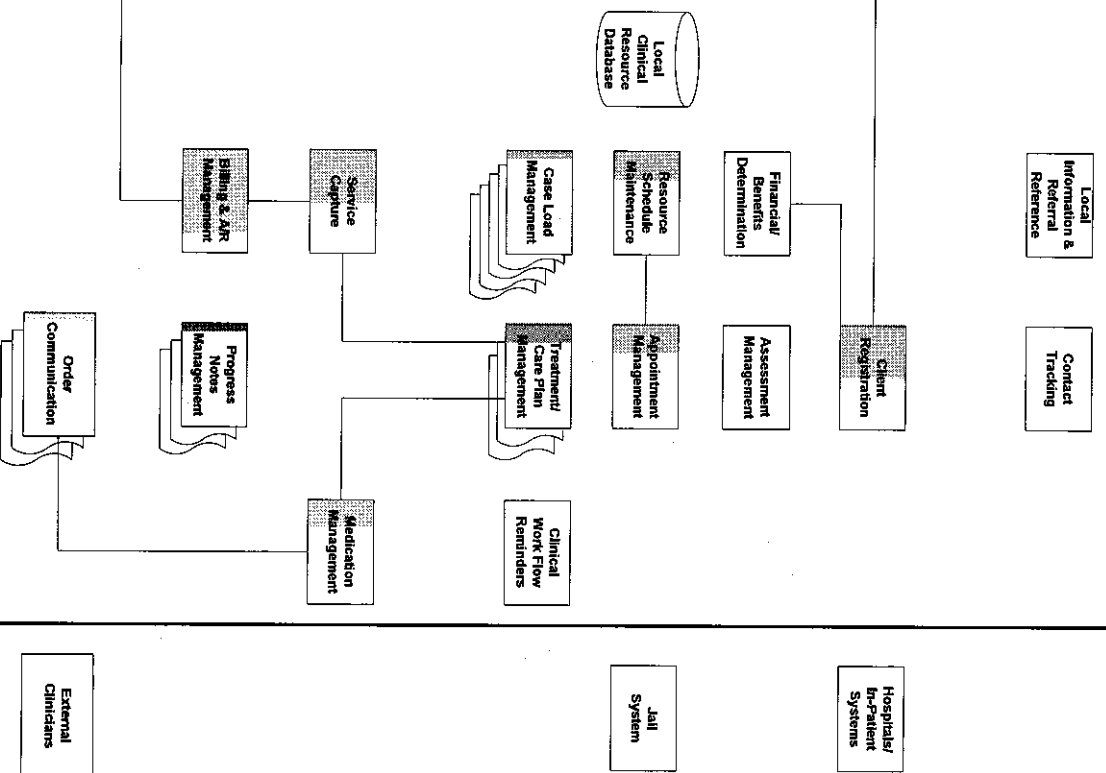 Local
Information &
Referral
Reference
Contact
Tracking
Client
Registration
Hospitals/
In-Patient
Systems
Financial/
Benefits
Determination
Assessment
Management
Local
Clinical
Resource
Database
Resource
Schedule
Maintenance
Appointment
Management
Jail
System
Case Load
Management
Treatment/
Care Plan
Management
Clinical
Work Flow
Reminders
Service
Capture
Medication
Management
Billing & A/R
Management
Progress
Notes
Management
Order
Communication
External
Clinicians